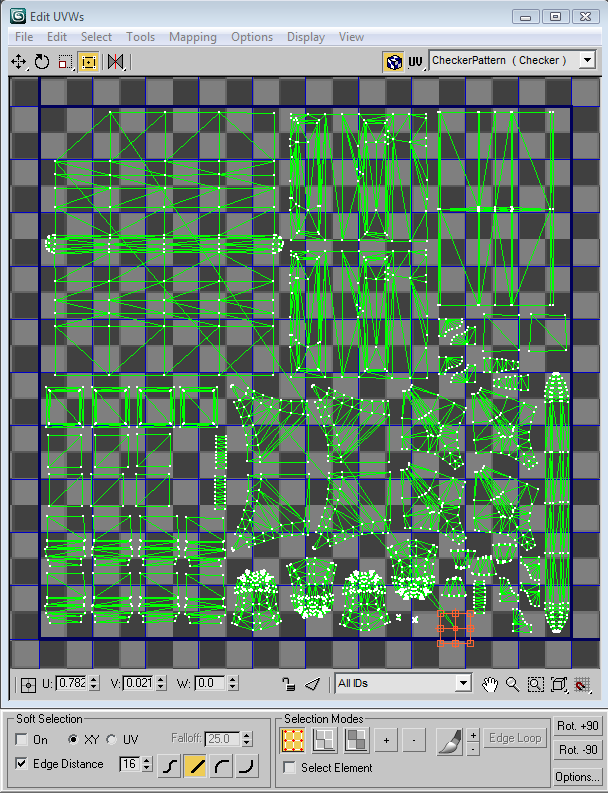 Edit UVWs
File Edit Select Tools Mapping Options Display View
UV CheckerPattern ( Checker )
U: 0.782 V: 0.021 W: 0.0 All IDs
Soft Selection
On XY UV Falloff: 25.0
Edge Distance 16
Selection Modes
+ - + - Edge Loop
Select Element
Rot. +90
Rot. -90
Options...